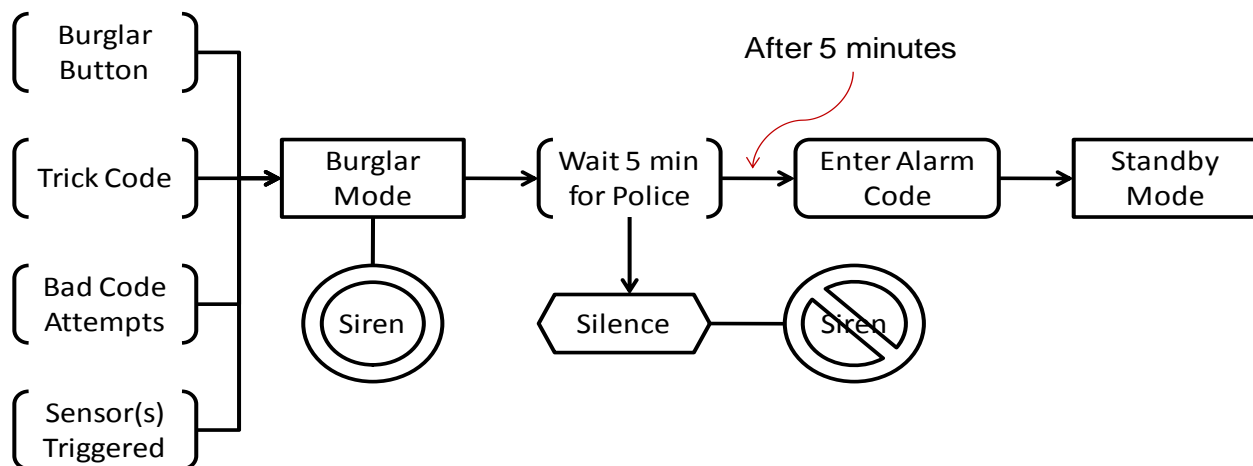 Burglar
Button
Trick Code
Bad Code
Attempts
Sensor(s)
Triggered
Burglar
Mode
Siren
Wait 5 min
for Police
Silence
Siren
After 5 minutes
Enter Alarm
Code
Standby
Mode